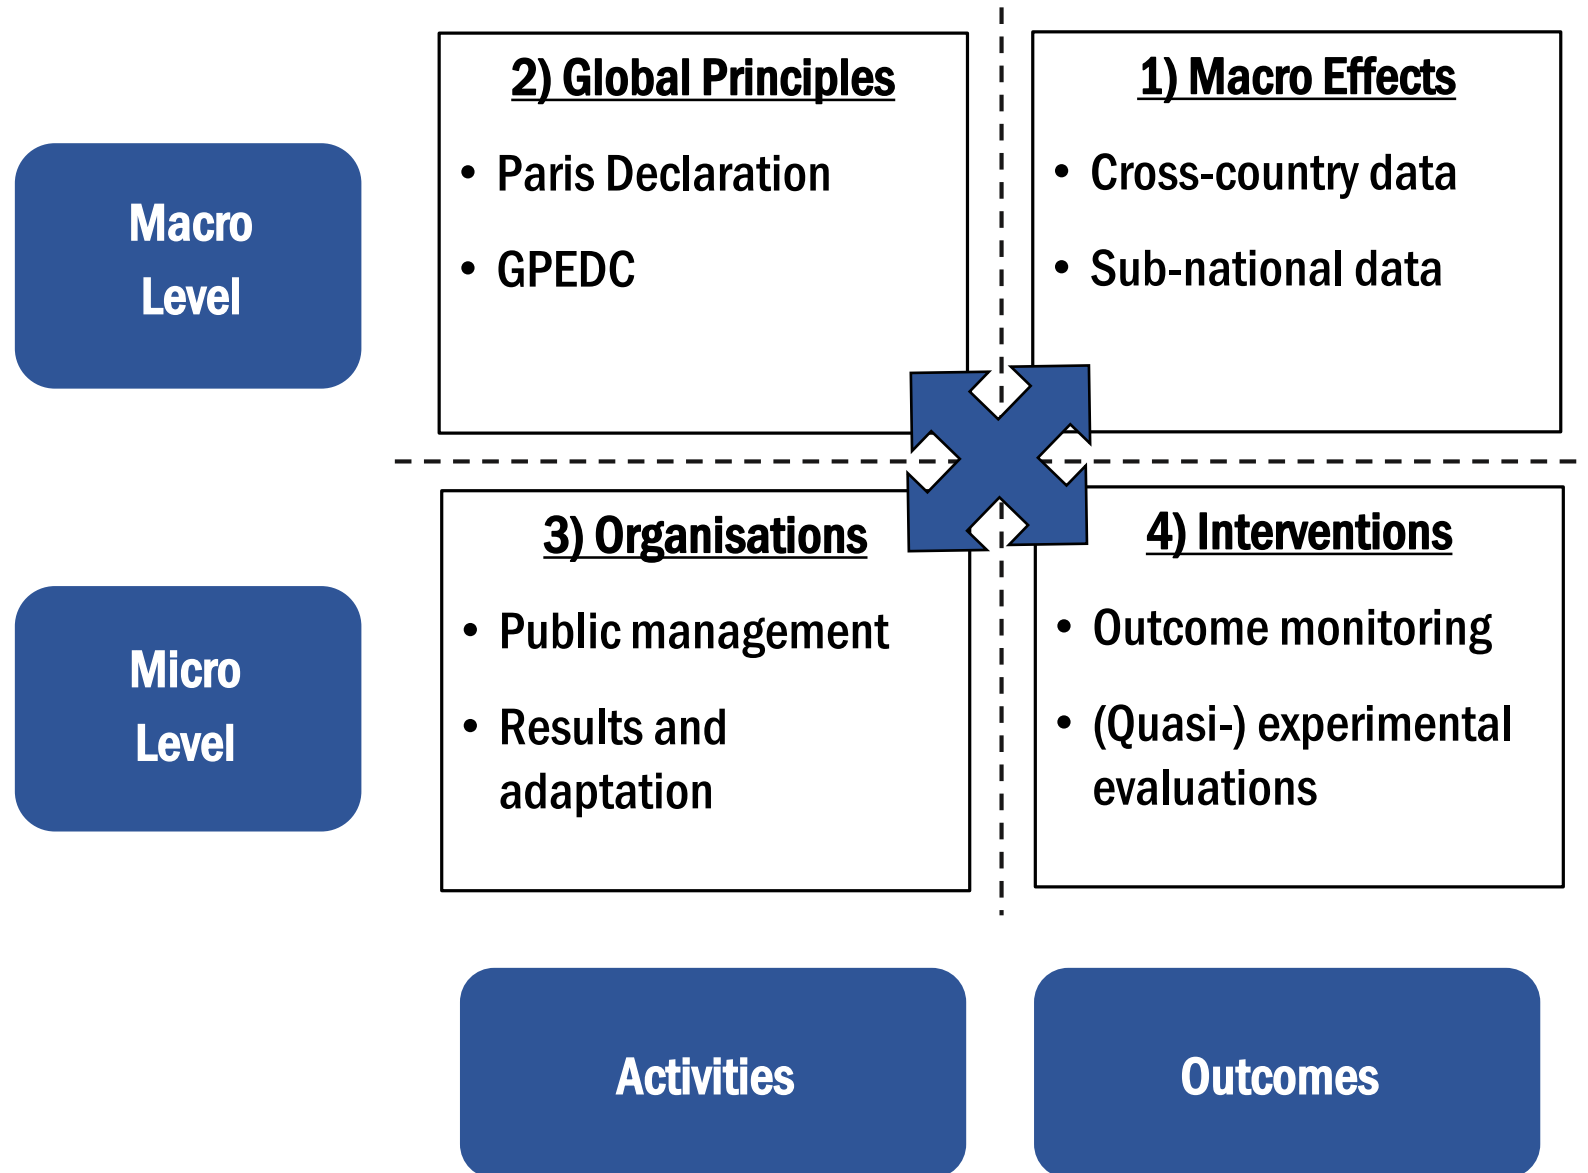 2) Global Principles
• Paris Declaration
• GPEDC
1) Macro Effects
• Cross-country data
• Sub-national data
Macro
Level
3) Organisations
• Public management
• Results and
adaptation
4) Interventions
• Outcome monitoring
• (Quasi-) experimental
evaluations
Micro
Level
Activities
Outcomes